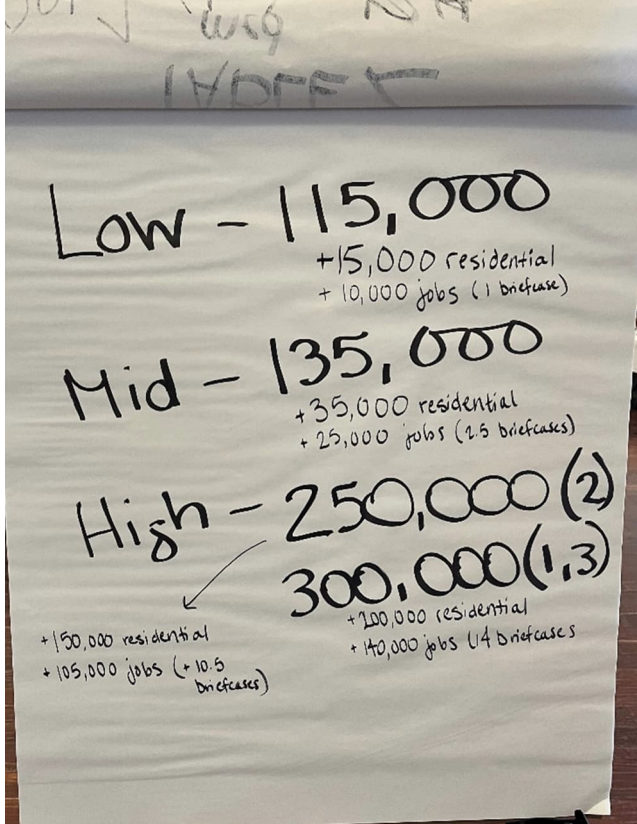 Low - 115,000
+15,000 residential
+ 10,000 jobs (1 briefcase)
Mid - 135,000
+35,000 residential
+ 25,000 jobs (2.5 briefcases)
High - 250,000 (2)
300,000 (1,3)
+200,000 residential
+ 140,000 jobs (14 briefcases
+150,000 residential
+ 105,000 jobs (+ 10.5
briefcases)